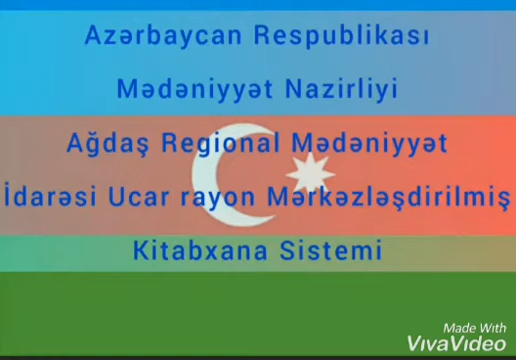 Azərbaycan Respublikası
Mədəniyyət Nazirliyi
Ağdaş Regional Mədəniyyət
İdarəsi Ucar rayon Mərkəzləşdirilmiş
Kitabxana Sistemi
Made With
VivaVideo